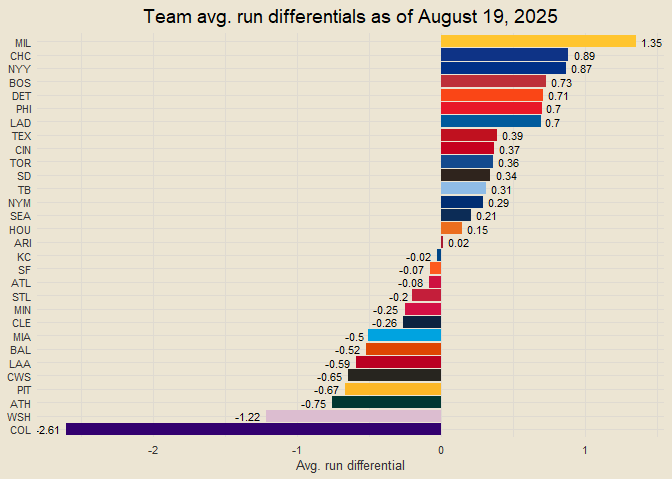 Team avg. run differentials as of August 19, 2025
MIL 1.35
CHC 0.89
NYY 0.87
BOS 0.73
DET 0.71
PHI 0.7
LAD 0.7
TEX 0.39
CIN 0.37
TOR 0.36
SD 0.34
TB 0.31
NYM 0.29
SEA 0.21
HOU 0.15
ARI 0.02
KC -0.02
SF -0.07
ATL -0.08
STL -0.2
MIN -0.25
CLE -0.26
MIA -0.5
BAL -0.52
LAA -0.59
CWS -0.65
PIT -0.67
ATH -0.75
WSH -1.22
COL -2.61
-2 -1 0 1
Avg. run differential